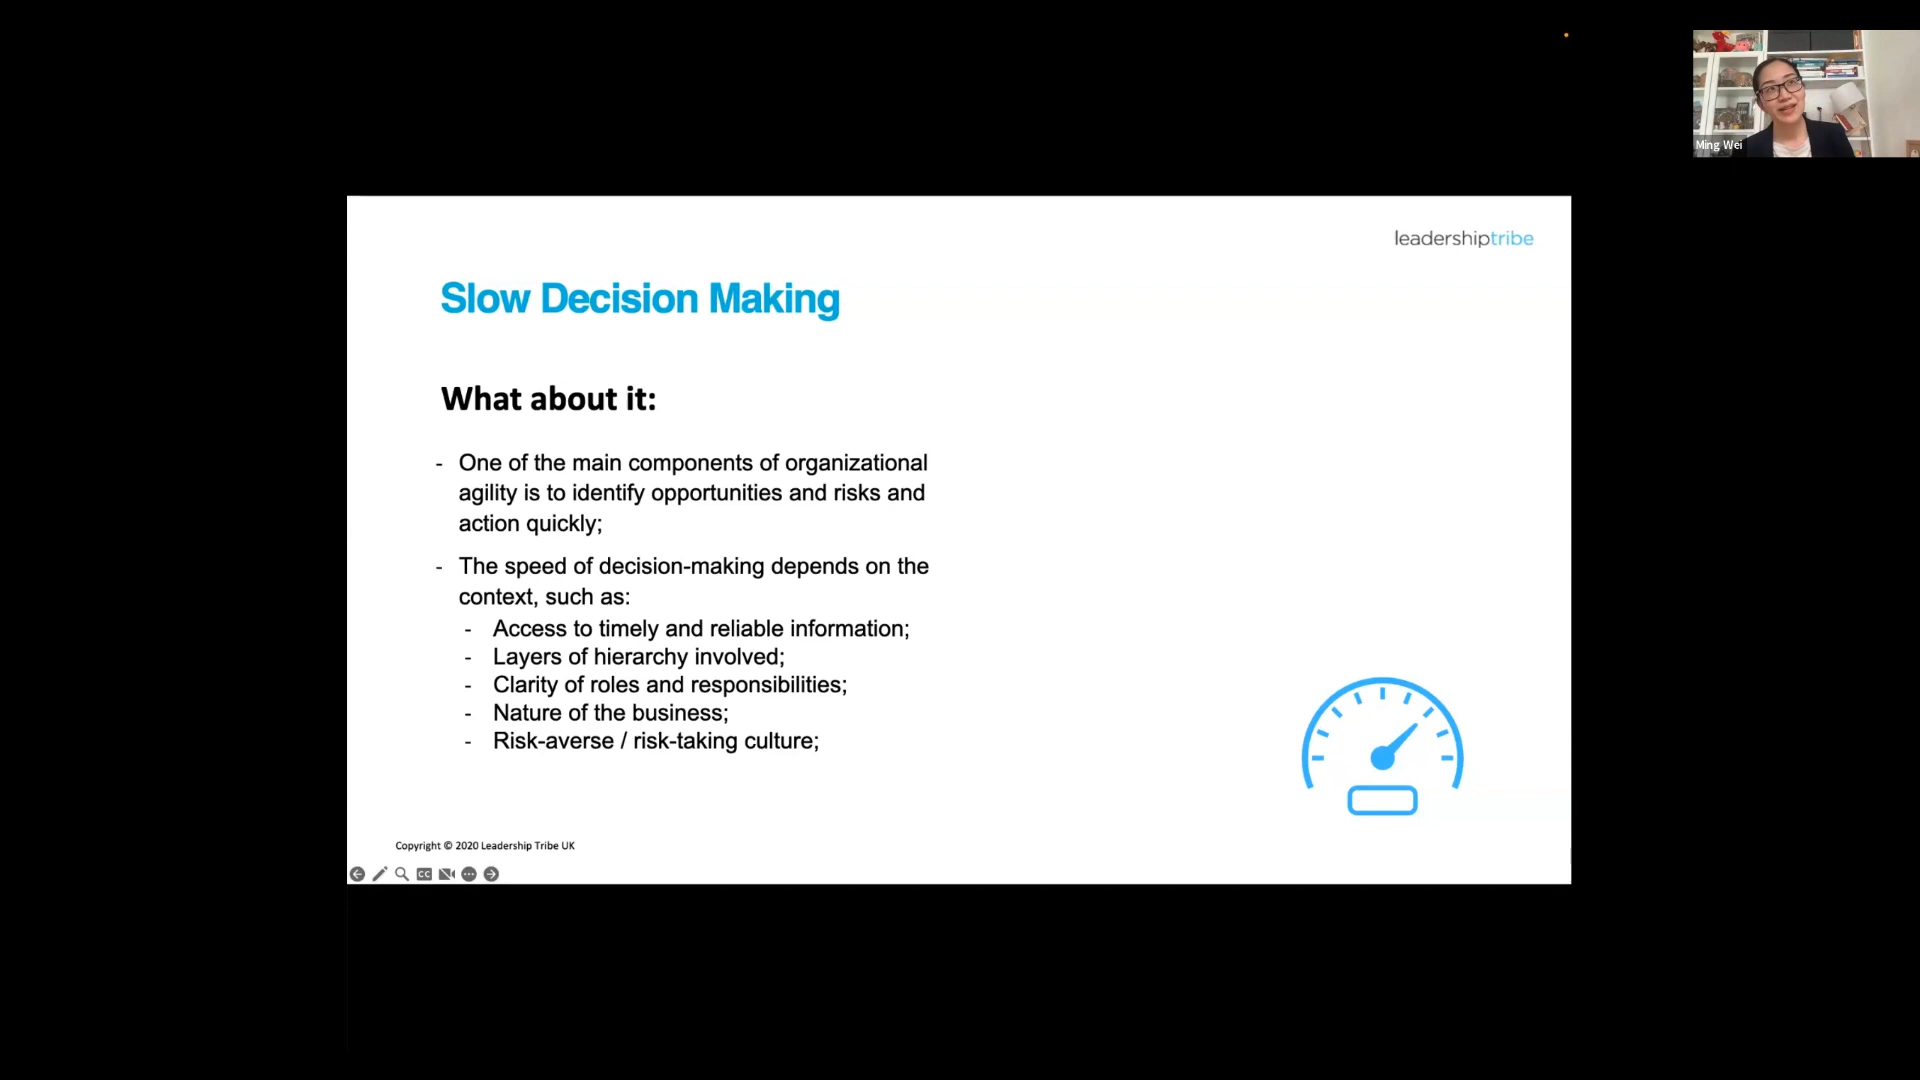 Ming Wei
leadershiptribe
Slow Decision Making
What about it:
- One of the main components of organizational
agility is to identify opportunities and risks and
action quickly;
- The speed of decision-making depends on the
context, such as:
- Access to timely and reliable information;
- Layers of hierarchy involved;
- Clarity of roles and responsibilities;
- Nature of the business;
- Risk-averse / risk-taking culture;
Copyright © 2020 Leadership Tribe UK
CC